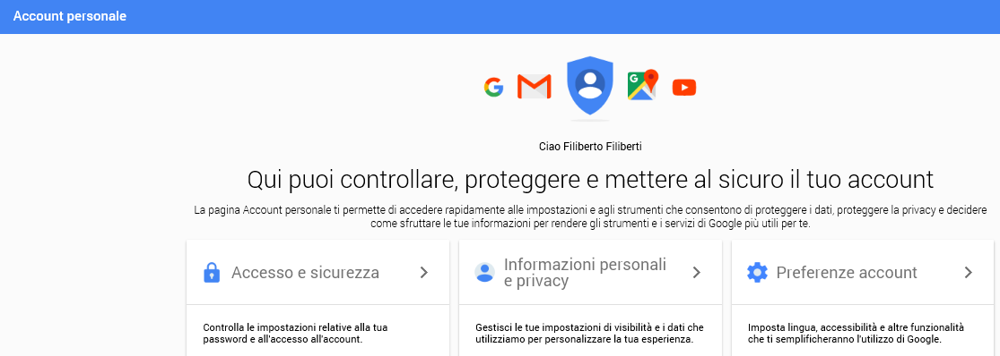 Account personale
Ciao Filiberto Filiberti
Qui puoi controllare, proteggere e mettere al sicuro il tuo account
La pagina Account personale ti permette di accedere rapidamente alle impostazioni e agli strumenti che consentono di proteggere i dati, proteggere la privacy e decidere
come sfruttare le tue informazioni per rendere gli strumenti e i servizi di Google più utili per te.
Accesso e sicurezza
Controlla le impostazioni relative alla tua
password e all'accesso all'account.
Informazioni personali
e privacy
Gestisci le tue impostazioni di visibilità e i dati che
utilizziamo per personalizzare la tua esperienza.
Preferenze account
Imposta lingua, accessibilità e altre funzionalità
che ti semplificheranno l'utilizzo di Google.